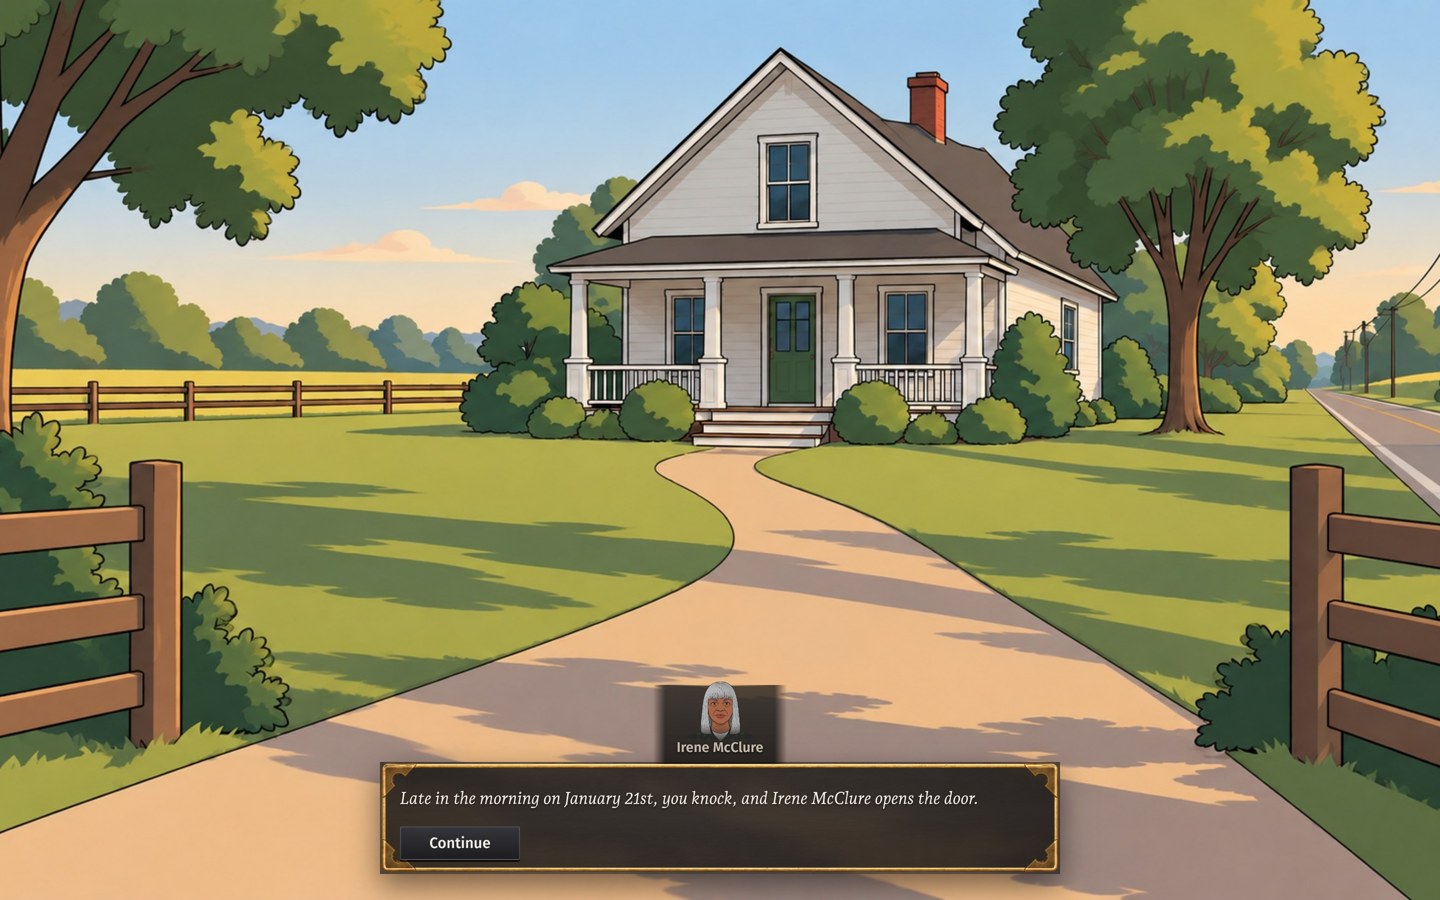 Irene McClure
Late in the morning on January 21st, you knock, and Irene McClure opens the door.
Continue